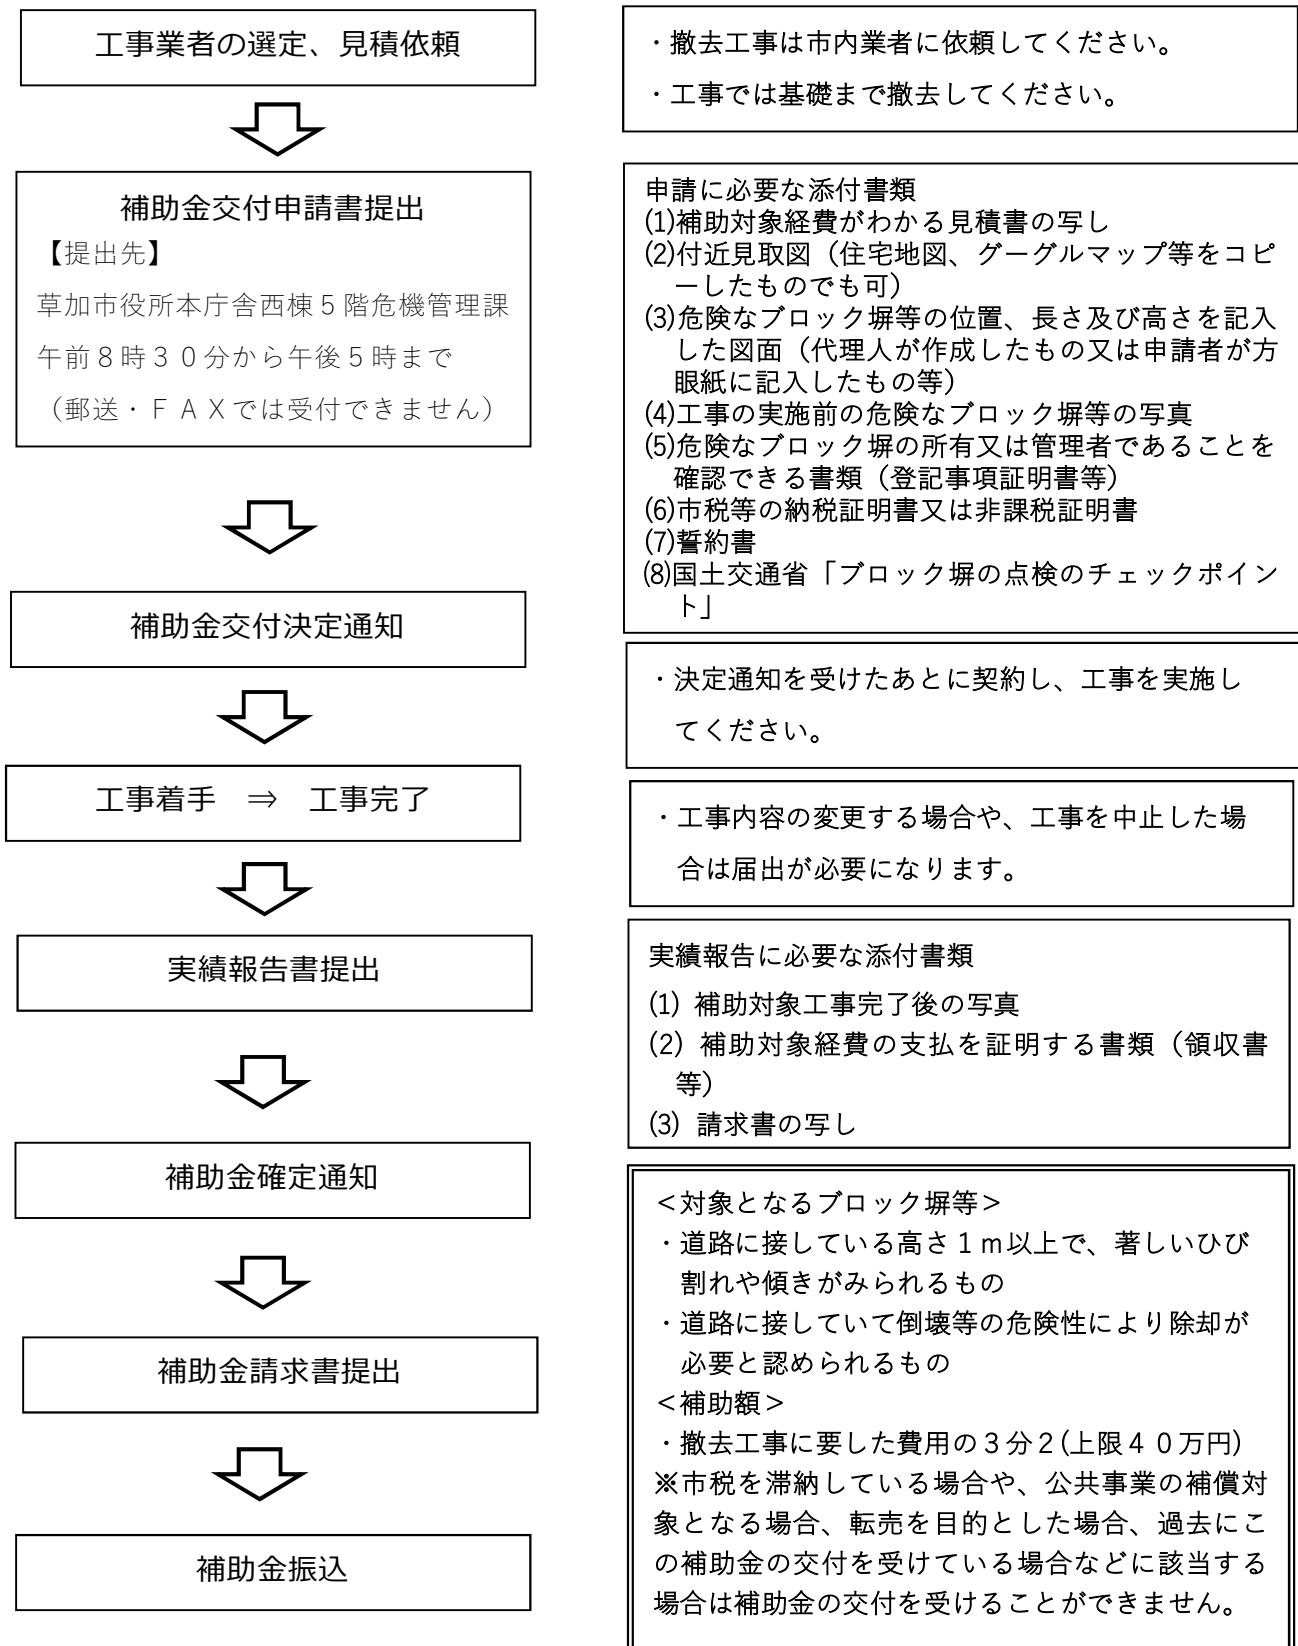 工事業者の選定、見積依頼
・撤去工事は市内業者に依頼してください。
・工事では基礎まで撤去してください。
補助金交付申請書提出
【提出先】
草加市役所本庁舎西棟５階危機管理課
午前８時３０分から午後５時まで
（郵送・ＦＡＸでは受付できません）
申請に必要な添付書類
(1)補助対象経費がわかる見積書の写し
(2)付近見取図（住宅地図、グーグルマップ等をコピ
ーしたものでも可）
(3)危険なブロック塀等の位置、長さ及び高さを記入
した図面（代理人が作成したもの又は申請者が方
眼紙に記入したもの等）
(4)工事の実施前の危険なブロック塀等の写真
(5)危険なブロック塀の所有又は管理者であることを
確認できる書類（登記事項証明書等）
(6)市税等の納税証明書又は非課税証明書
(7)誓約書
(8)国土交通省「ブロック塀の点検のチェックポイン
ト」
補助金交付決定通知
・決定通知を受けたあとに契約し、工事を実施し
てください。
工事着手　⇒　工事完了
・工事内容の変更する場合や、工事を中止した場
合は届出が必要になります。
実績報告書提出
実績報告に必要な添付書類
(1) 補助対象工事完了後の写真
(2) 補助対象経費の支払を証明する書類（領収書
等）
(3) 請求書の写し
補助金確定通知
補助金請求書提出
補助金振込
＜対象となるブロック塀等＞
・道路に接している高さ１ｍ以上で、著しいひび
割れや傾きがみられるもの
・道路に接していて倒壊等の危険性により除却が
必要と認められるもの
＜補助額＞
・撤去工事に要した費用の３分２(上限４０万円)
※市税を滞納している場合や、公共事業の補償対
象となる場合、転売を目的とした場合、過去にこ
の補助金の交付を受けている場合などに該当する
場合は補助金の交付を受けることができません。